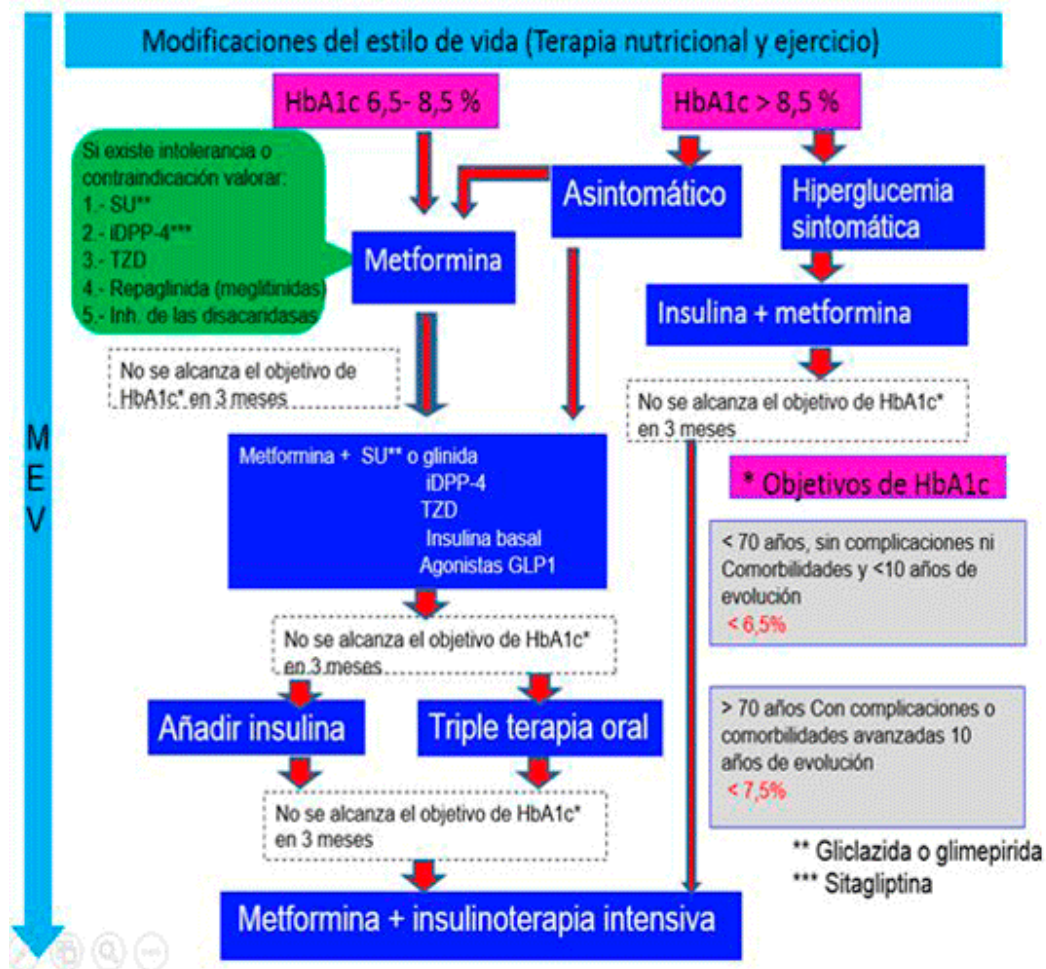 Modificaciones del estilo de vida (Terapia nutricional y ejercicio)
HbA1c 6,5- 8,5 %
HbA1c > 8,5 %
Si existe intolerancia o
contraindicación valorar:
1.- SU**
2.- iDPP-4***
3.- TZD
4.- Repaglinida (meglitinidas)
5.- Inh. de las disacaridasas
Asintomático
Hiperglucemia
sintomática
Metformina
Insulina + metformina
No se alcanza el objetivo de
HbA1c* en 3 meses
No se alcanza el objetivo de HbA1c*
en 3 meses
M
E
V
Metformina + SU** o glinida
iDPP-4
TZD
Insulina basal
Agonistas GLP1
* Objetivos de HbA1c
< 70 años, sin complicaciones ni
Comorbilidades y <10 años de
evolución
< 6,5%
No se alcanza el objetivo de HbA1c*
en 3 meses
Añadir insulina
Triple terapia oral
> 70 años Con complicaciones o
comorbilidades avanzadas 10
años de evolución
< 7,5%
No se alcanza el objetivo de HbA1c*
en 3 meses
** Gliclazida o glimepirida
*** Sitagliptina
Metformina + insulinoterapia intensiva